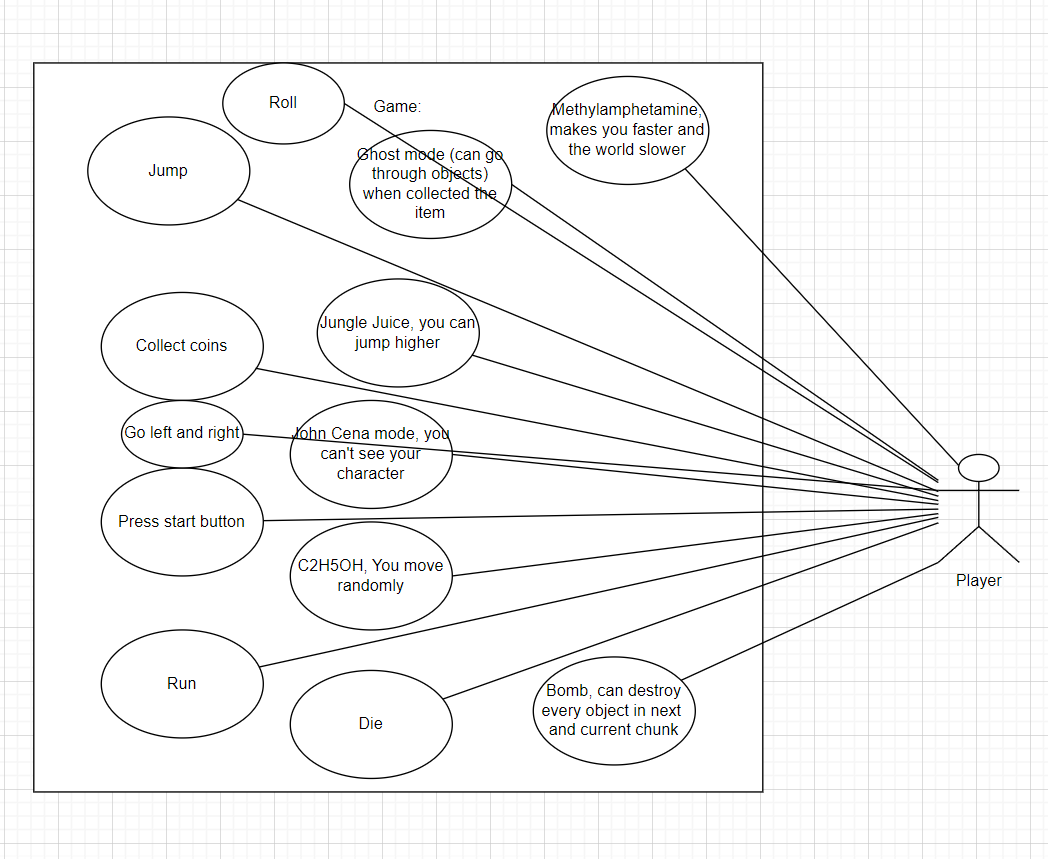 Roll
Game:
Methylamphetamine,
makes you faster and
the world slower
Jump
Ghost mode (can go
through objects)
when collected the
item
Collect coins
Jungle Juice, you can
jump higher
Go left and right
John Cena mode, you
can't see your
character
Press start button
C2H5OH, You move
randomly
Player
Run
Die
Bomb, can destroy
every object in next
and current chunk